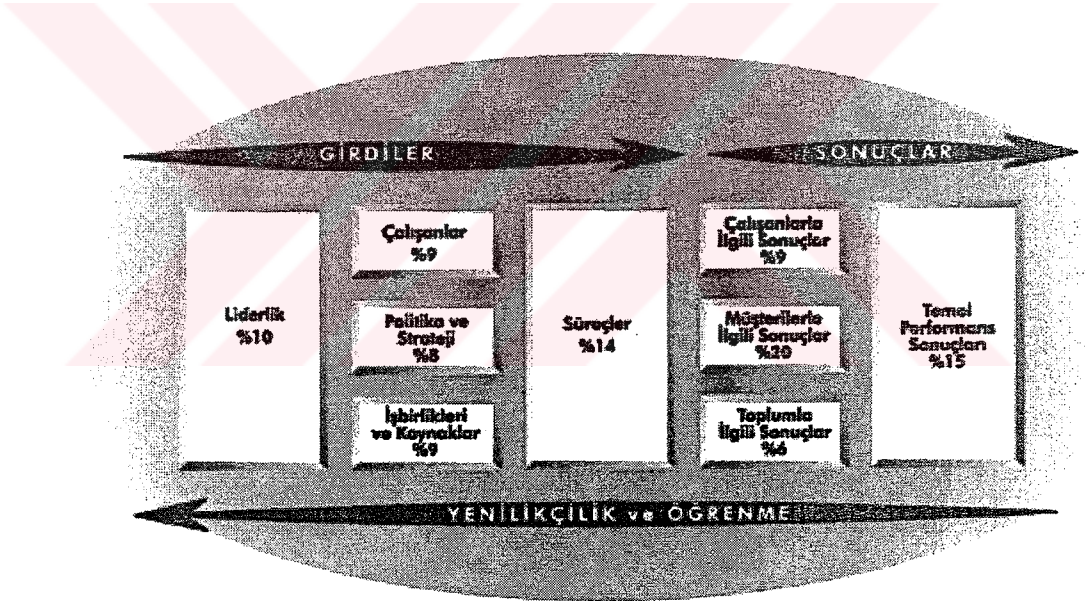 GİRDİLER
SONUÇLAR
Liderlik
%10
Çalışanlar
%9
Politika ve
Strateji
%8
İşbirlikleri
ve Kaynaklar
%9
Süreçler
%14
Çalışanlarla
İlgili Sonuçlar
%9
Müşterilerle
İlgili Sonuçlar
%20
Toplumla
İlgili Sonuçlar
%6
Temel
Performans
Sonuçları
%15
YENİLİKÇİLİK ve ÖĞRENME